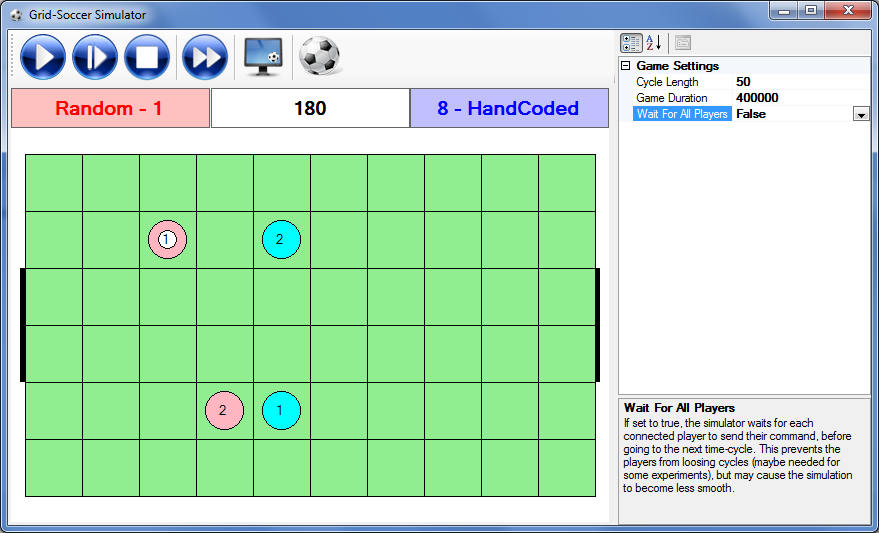 Grid-Soccer Simulator
Random - 1
180
8 - HandCoded
1
2
2
1
A
Z
Game Settings
Cycle Length 50
Game Duration 400000
Wait For All Players False
Wait For All Players
If set to true, the simulator waits for each
connected player to send their command, before
going to the next time-cycle. This prevents the
players from loosing cycles (maybe needed for
some experiments), but may cause the simulation
to become less smooth.